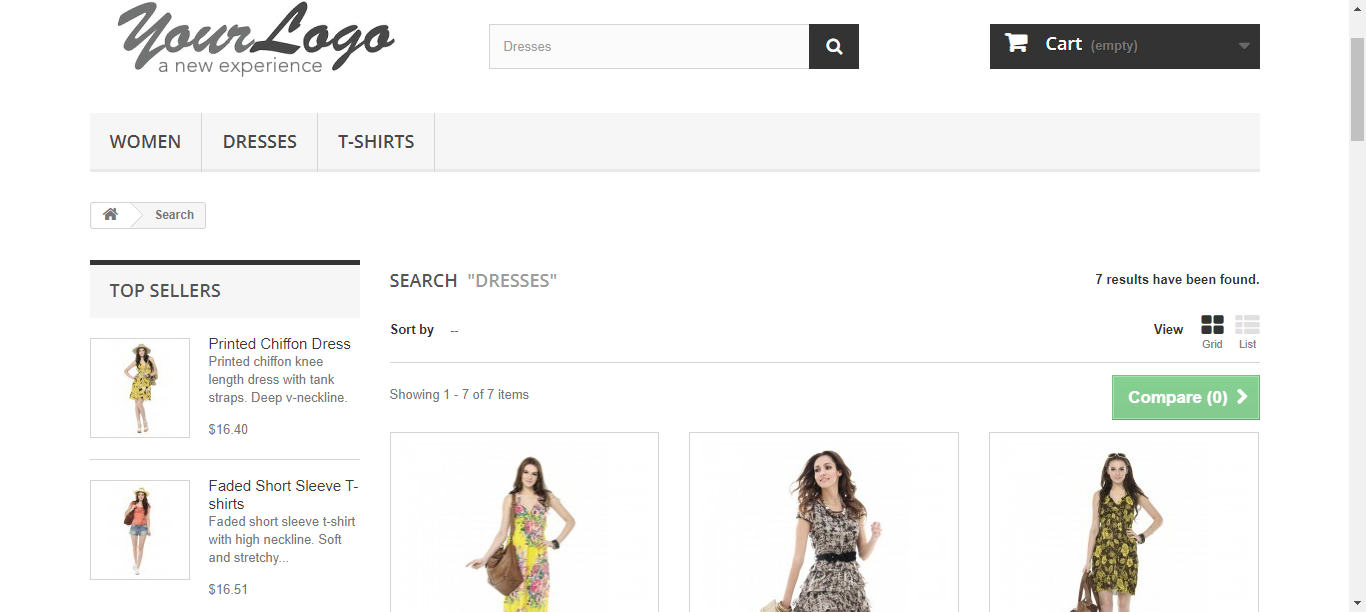 YourLogo
a new experience
Dresses
Cart (empty)
WOMEN DRESSES T-SHIRTS
Search
TOP SELLERS
Printed Chiffon Dress
Printed chiffon knee
length dress with tank
straps. Deep v-neckline.
$16.40
Faded Short Sleeve T-
shirts
Faded short sleeve t-shirt
with high neckline. Soft
and stretchy...
$16.51
SEARCH "DRESSES"
7 results have been found.
Sort by --
View
Grid List
Showing 1 - 7 of 7 items
Compare (0)